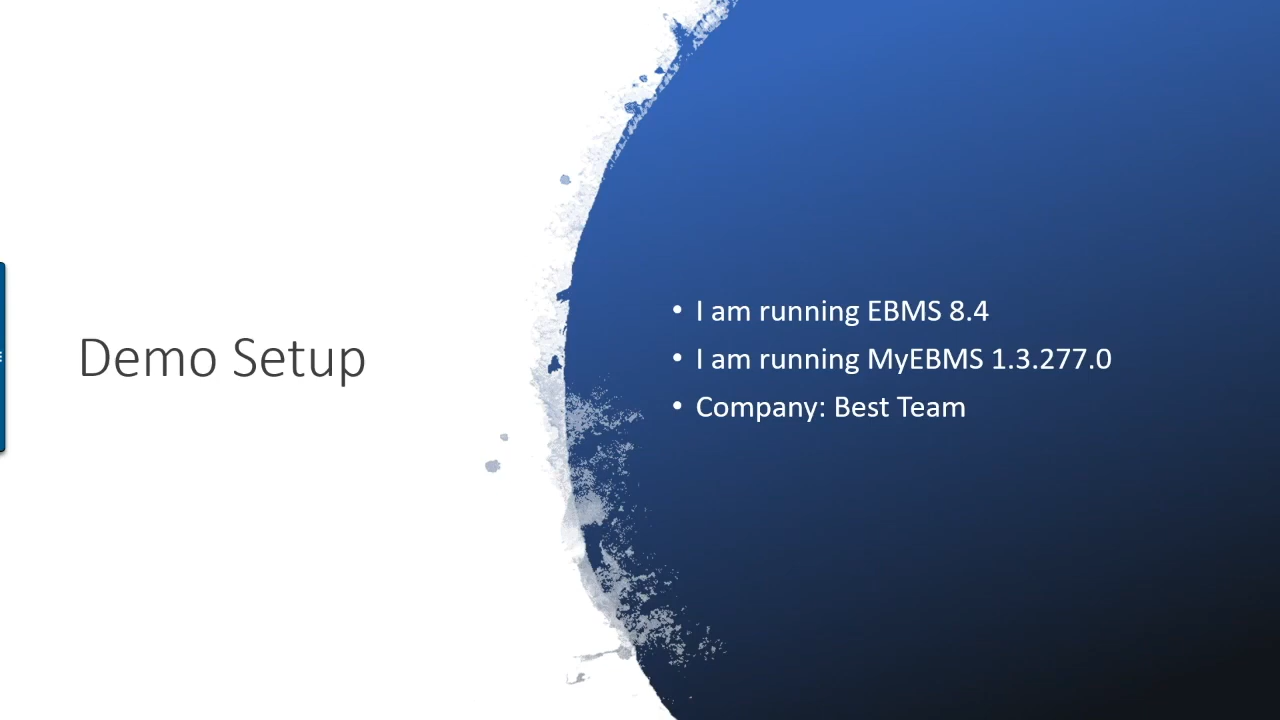 Demo Setup
• I am running EBMS 8.4
• I am running MyEBMS 1.3.277.0
• Company: Best Team